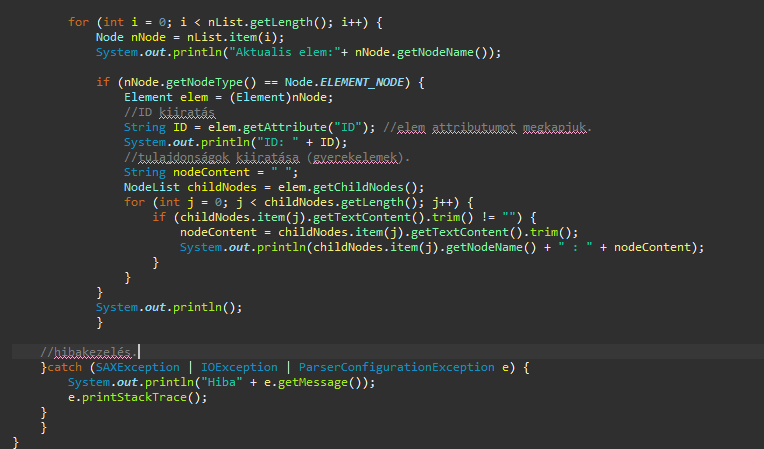 for (int i = 0; i < nList.getLength(); i++) {
Node nNode = nList.item(i);
System.out.println("Aktualis elem:"+ nNode.getNodeName());
if (nNode.getNodeType() == Node.ELEMENT_NODE) {
Element elem = (Element)nNode;
//ID kiiratás
String ID = elem.getAttribute("ID"); //elem attributumot megkapjuk.
System.out.println("ID: " + ID);
//tulajdonságok kiiratása (gyerekelemek).
String nodeContent = " ";
NodeList childNodes = elem.getChildNodes();
for (int j = 0; j < childNodes.getLength(); j++) {
if (childNodes.item(j).getTextContent().trim() != "") {
nodeContent = childNodes.item(j).getTextContent().trim();
System.out.println(childNodes.item(j).getNodeName() + " : " + nodeContent);
}
}
}
System.out.println();
}
//hibakezelés.
}catch (SAXException | IOException | ParserConfigurationException e) {
System.out.println("Hiba" + e.getMessage());
e.printStackTrace();
}
}
}